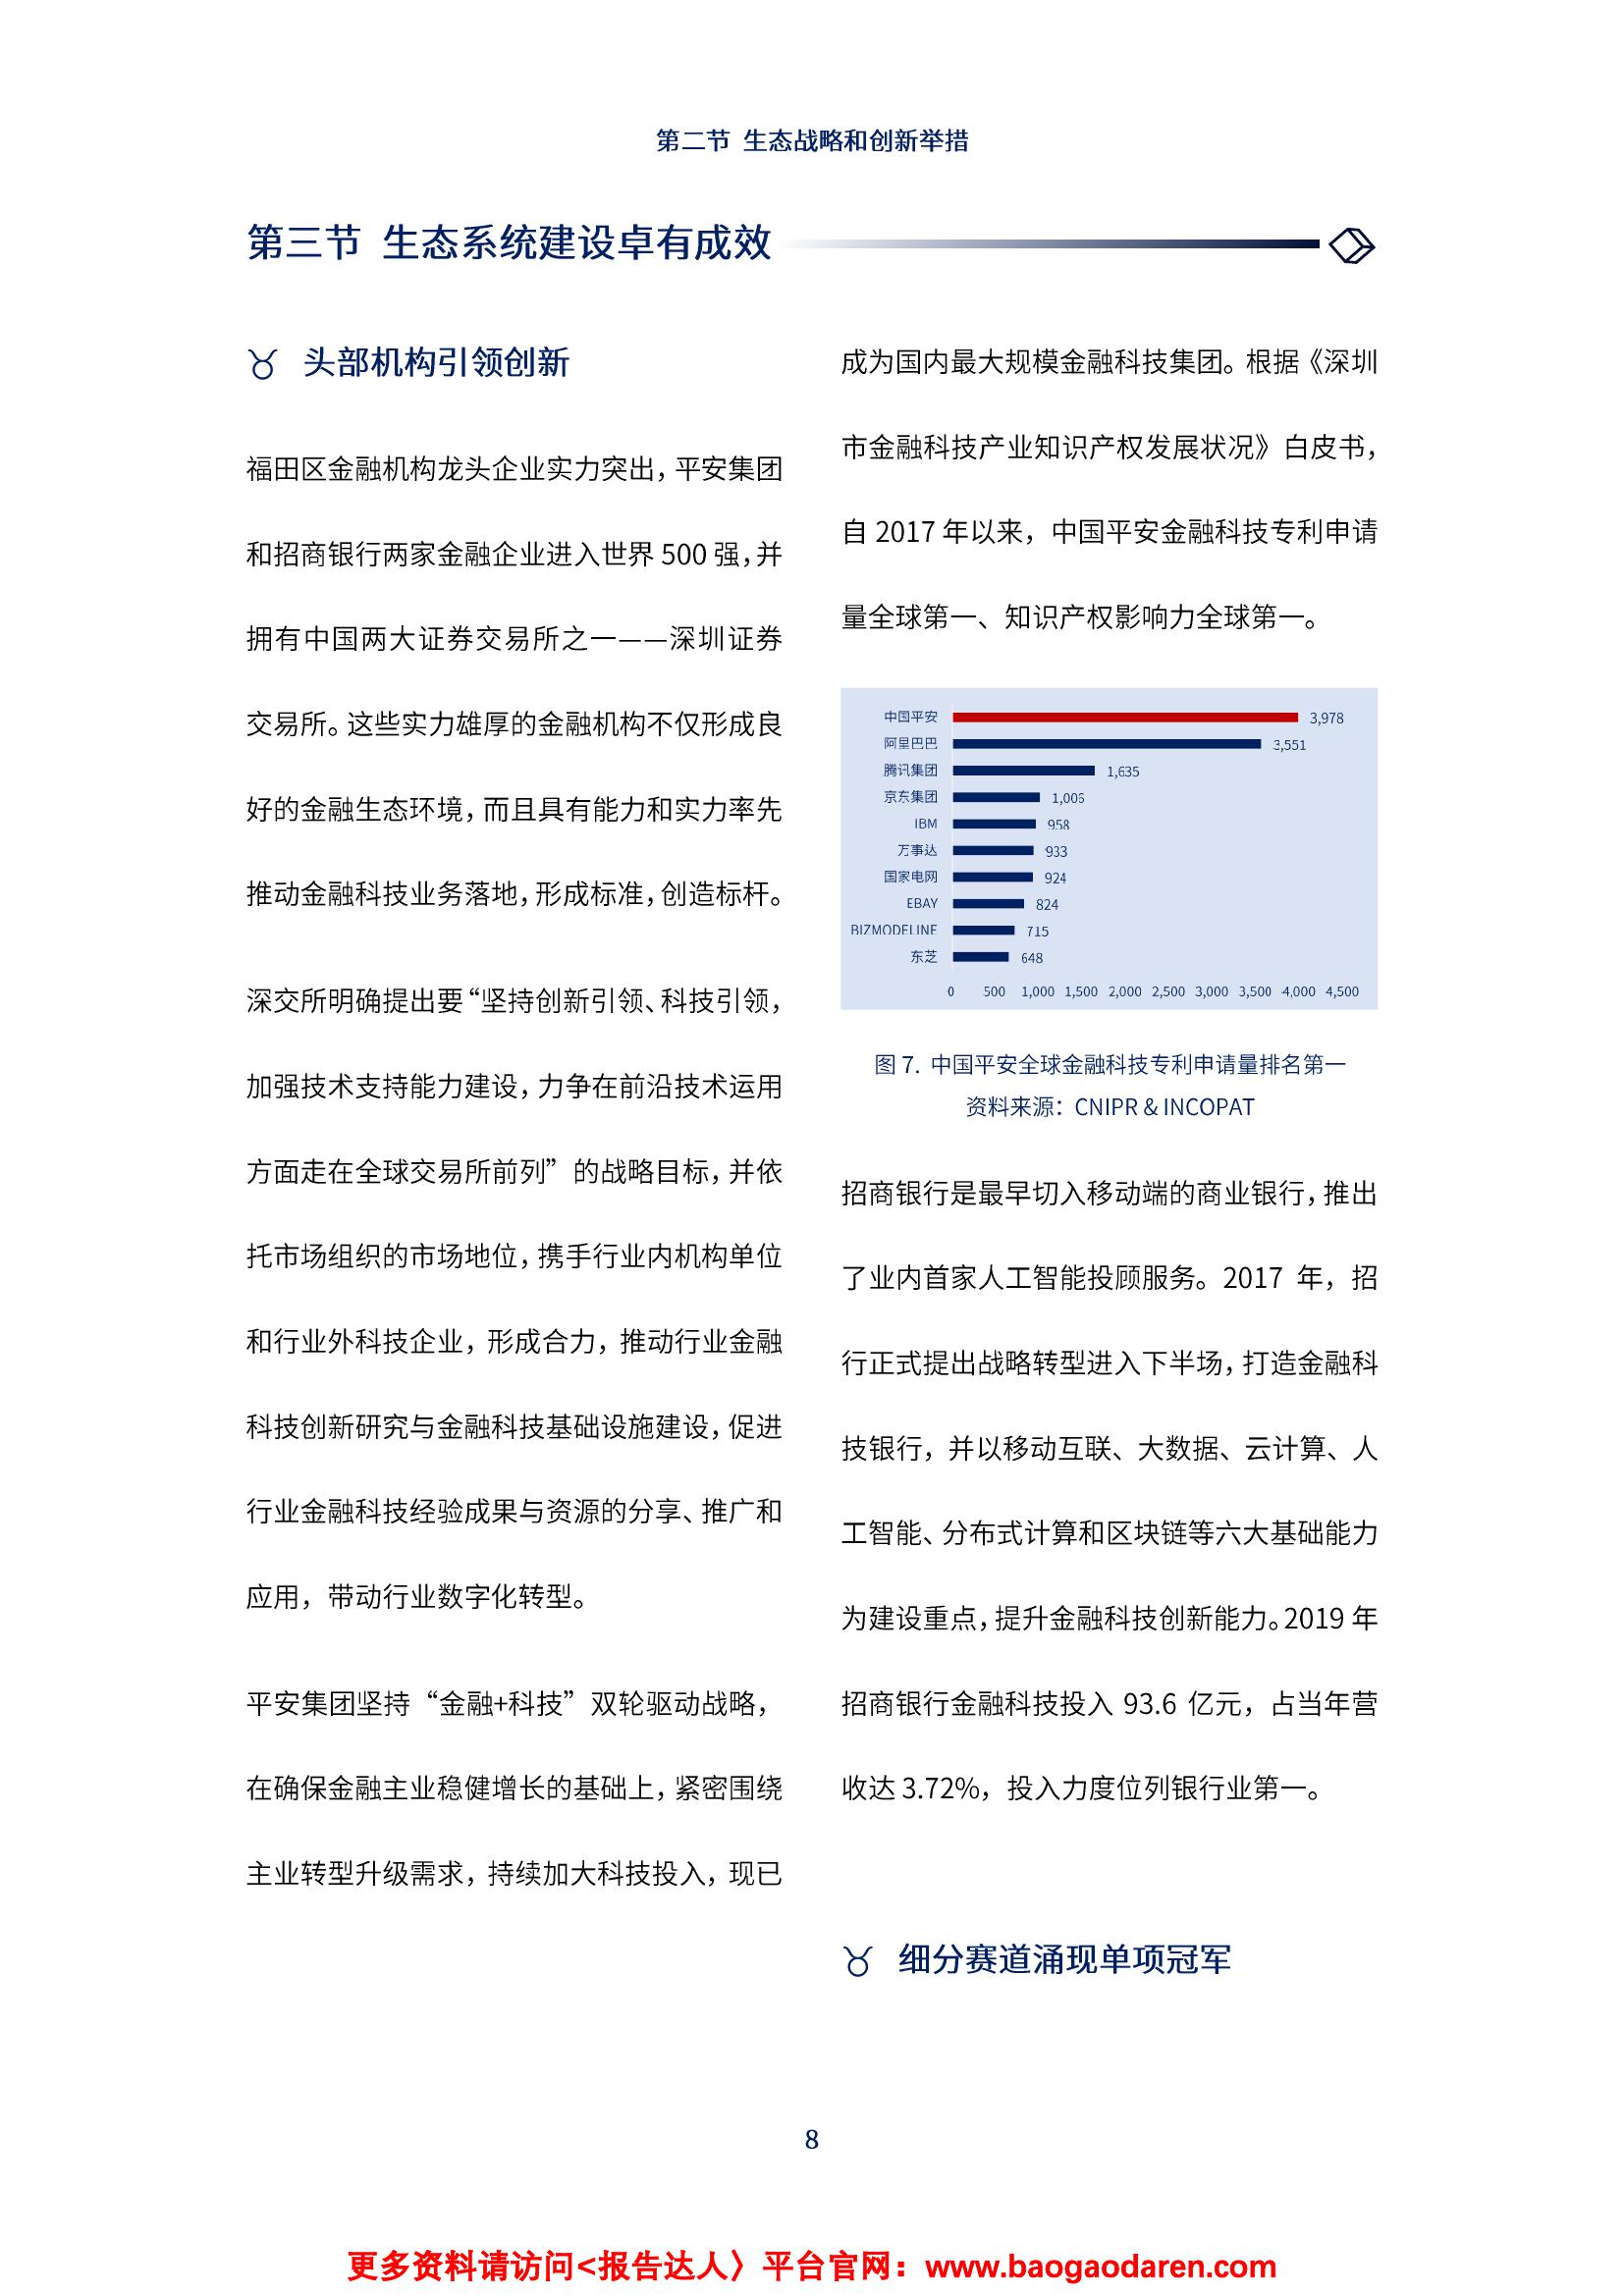 第二节 生态战略和创新举措
第三节 生态系统建设卓有成效
头部机构引领创新
福田区金融机构龙头企业实力突出，平安集团
和招商银行两家金融企业进入世界 500 强，并
拥有中国两大证券交易所之一——深圳证券
交易所。这些实力雄厚的金融机构不仅形成良
好的金融生态环境，而且具有能力和实力率先
推动金融科技业务落地，形成标准，创造标杆。
深交所明确提出要“坚持创新引领、科技引领，
加强技术支持能力建设，力争在前沿技术运用
方面走在全球交易所前列”的战略目标，并依
托市场组织的市场地位，携手行业内机构单位
和行业外科技企业，形成合力，推动行业金融
科技创新研究与金融科技基础设施建设，促进
行业金融科技经验成果与资源的分享、推广和
应用，带动行业数字化转型。
平安集团坚持“金融+科技”双轮驱动战略，
在确保金融主业稳健增长的基础上，紧密围绕
主业转型升级需求，持续加大科技投入，现已
成为国内最大规模金融科技集团。根据《深圳
市金融科技产业知识产权发展状况》白皮书，
自 2017 年以来，中国平安金融科技专利申请
量全球第一、知识产权影响力全球第一。
中国平安 3,978
阿里巴巴 3,551
腾讯集团 1,635
京东集团 1,006
IBM 958
万事达 933
国家电网 924
EBAY 824
BIZMODELINE 715
东芝 648
0 500 1,000 1,500 2,000 2,500 3,000 3,500 4,000 4,500
图 7. 中国平安全球金融科技专利申请量排名第一
资料来源：CNIPR & INCOPAT
招商银行是最早切入移动端的商业银行，推出
了业内首家人工智能投顾服务。2017 年，招
行正式提出战略转型进入下半场，打造金融科
技银行，并以移动互联、大数据、云计算、人
工智能、分布式计算和区块链等六大基础能力
为建设重点，提升金融科技创新能力。2019 年
招商银行金融科技投入 93.6 亿元，占当年营
收达 3.72%，投入力度位列银行业第一。
细分赛道涌现单项冠军
8
更多资料请访问<报告达人〉平台官网：www.baogaodaren.com